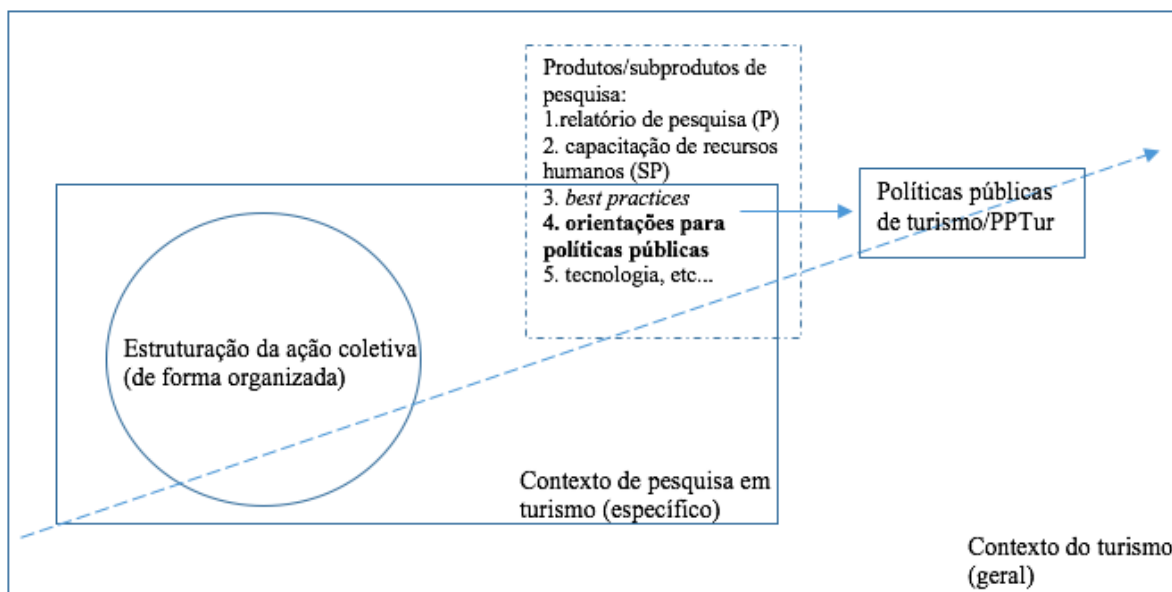 Produtos/subprodutos de
pesquisa:
1.relatório de pesquisa (P)
2. capacitação de recursos
humanos (SP)
3. best practices
4. orientações para
políticas públicas
5. tecnologia, etc...
Políticas públicas
de turismo/PPTur
Estruturação da ação coletiva
(de forma organizada)
Contexto de pesquisa em
turismo (específico)
Contexto do turismo
(geral)